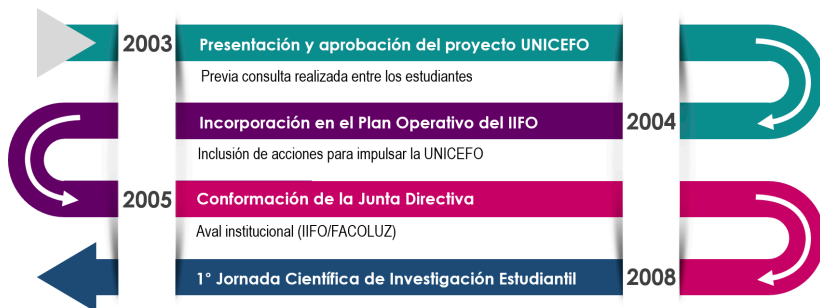 2003 Presentación y aprobación del proyecto UNICEFO
Previa consulta realizada entre los estudiantes
Incorporación en el Plan Operativo del IIFO 2004
Inclusión de acciones para impulsar la UNICEFO
2005 Conformación de la Junta Directiva
Aval institucional (IIFO/FACOLUZ)
1° Jornada Científica de Investigación Estudiantil 2008